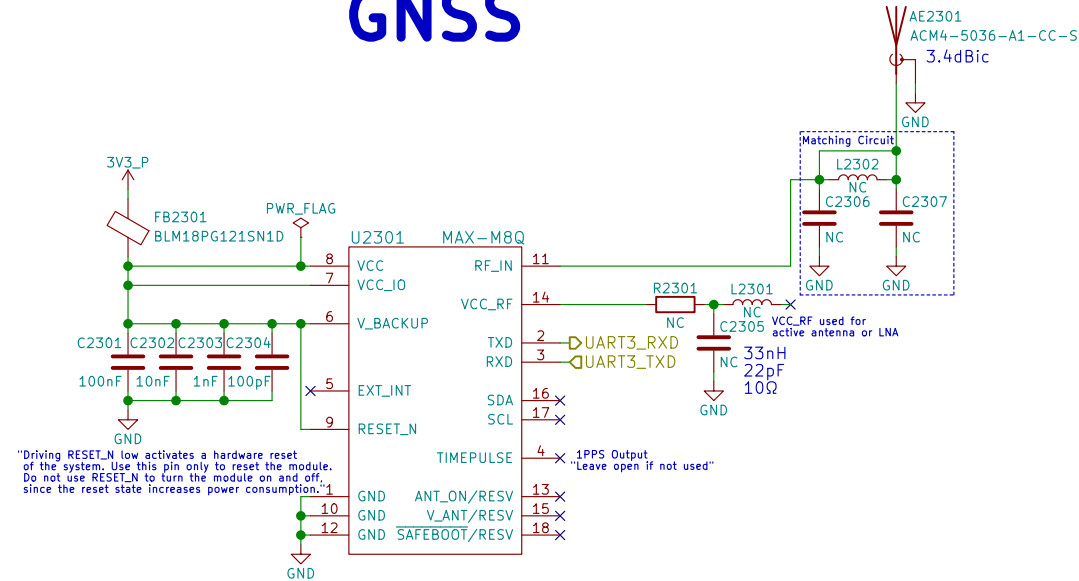 GNSS
AE2301
ACM4-5036-A1-CC-S
3.4dBic
GND
Matching Circuit
L2302
NC
C2306
NC
GND
C2307
NC
GND
3V3_P
FB2301
BLM18PG121SN1D
PWR_FLAG
U2301
MAX-M8Q
8
VCC
7
VCC_IO
6
V_BACKUP
5
EXT_INT
9
RESET_N
1
GND
10
GND
12
GND
GND
RF_IN
11
VCC_RF
14
TXD
2
UART3_RXD
RXD
3
UART3_TXD
SDA
16
SCL
17
TIMEPULSE
4
1PPS Output
"Leave open if not used"
ANT_ON/RESV
13
V_ANT/RESV
15
SAFEBOOT/RESV
18
R2301
NC
L2301
NC
C2305
NC
GND
VCC_RF used for
active antenna or LNA
33nH
22pF
10Ω
C2301
100nF
C2302
10nF
C2303
1nF
C2304
100pF
GND
"Driving RESET_N low activates a hardware reset
of the system. Use this pin only to reset the module.
Do not use RESET_N to turn the module on and off,
since the reset state increases power consumption."